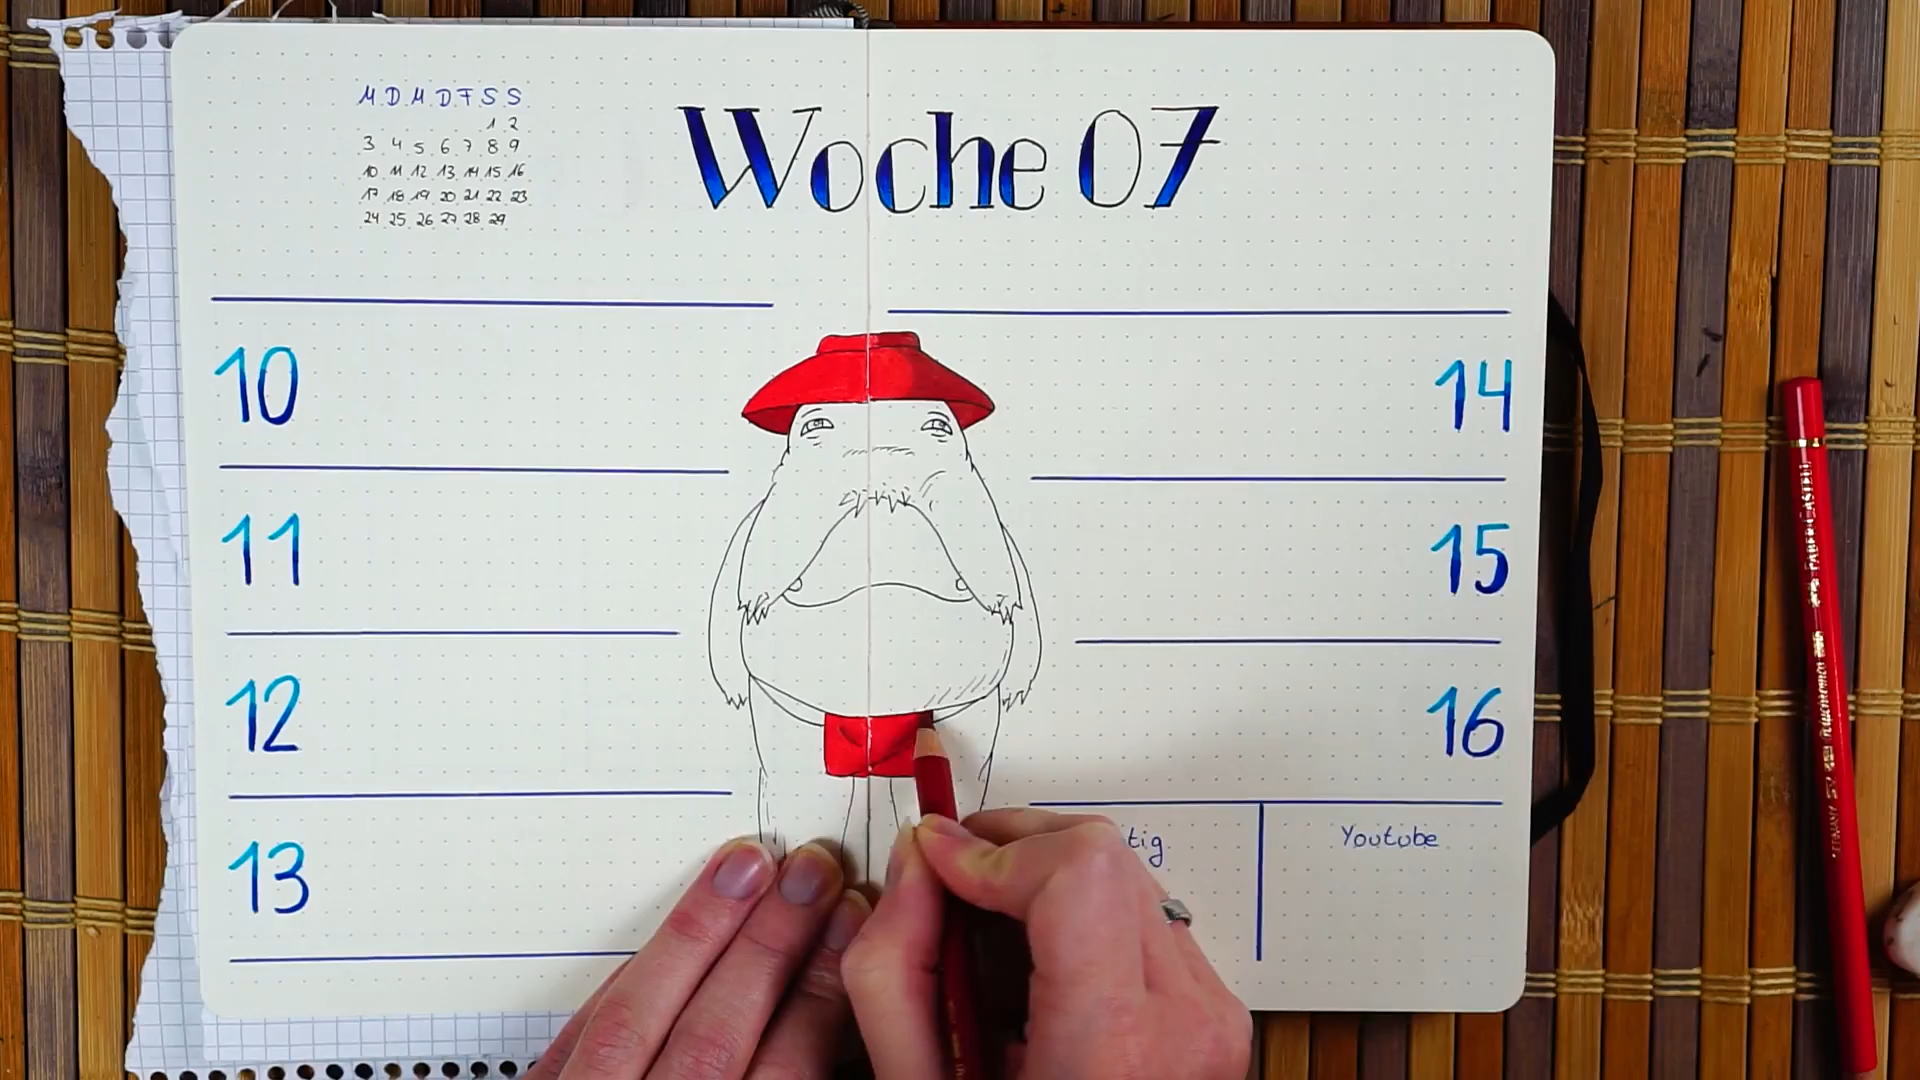 M D M D F S S
1 2
3 4 5 6 7 8 9
10 11 12 13 14 15 16
17 18 19 20 21 22 23
24 25 26 27 28 29
Woche 07
10
11
12
13
14
15
16
tig
Youtube
FABER-CASTELL
Polychromos